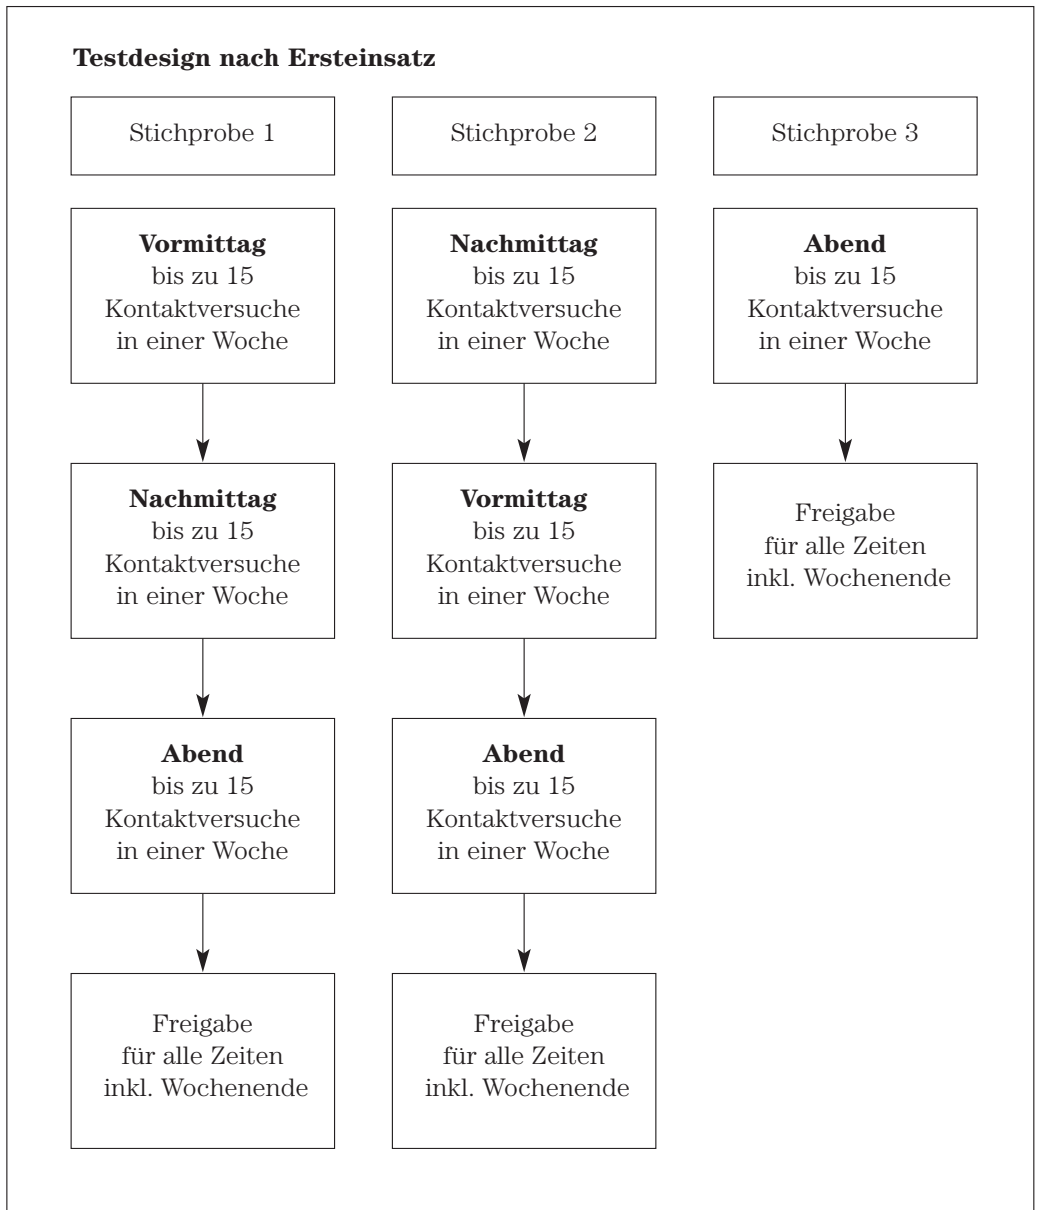 Testdesign nach Ersteinsatz
Stichprobe 1
Stichprobe 2
Stichprobe 3
Vormittag
bis zu 15
Kontaktversuche
in einer Woche
Nachmittag
bis zu 15
Kontaktversuche
in einer Woche
Abend
bis zu 15
Kontaktversuche
in einer Woche
Nachmittag
bis zu 15
Kontaktversuche
in einer Woche
Vormittag
bis zu 15
Kontaktversuche
in einer Woche
Freigabe
für alle Zeiten
inkl. Wochenende
Abend
bis zu 15
Kontaktversuche
in einer Woche
Abend
bis zu 15
Kontaktversuche
in einer Woche
Freigabe
für alle Zeiten
inkl. Wochenende
Freigabe
für alle Zeiten
inkl. Wochenende